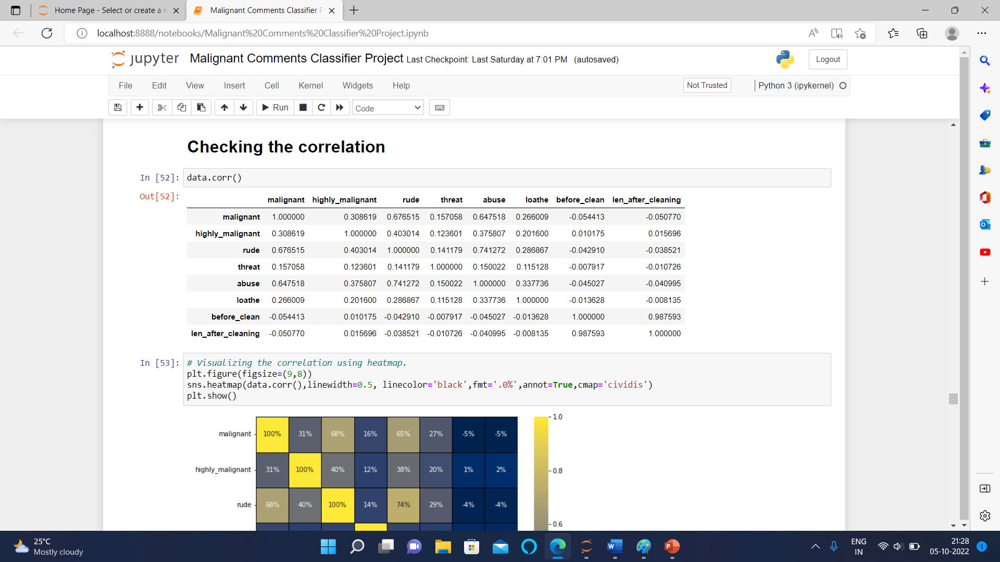 Home Page - Select or create a n
Malignant Comments Classifier P
localhost:8888/notebooks/Malignant%20Comments%20Classifier%20Project.ipynb
jupyter Malignant Comments Classifier Project Last Checkpoint: Last Saturday at 7:01 PM (autosaved)
Logout
File Edit View Insert Cell Kernel Widgets Help
Not Trusted
Python 3 (ipykernel)
Run
Code
Checking the correlation
In [52]: data.corr()
Out[52]:
malignant highly_malignant rude threat abuse loathe before_clean len_after_cleaning
malignant 1.000000 0.308619 0.676515 0.157058 0.647518 0.266009 -0.054413 -0.050770
highly_malignant 0.308619 1.000000 0.403014 0.123601 0.375807 0.201600 0.010175 0.015696
rude 0.676515 0.403014 1.000000 0.141179 0.741272 0.286867 -0.042910 -0.038521
threat 0.157058 0.123601 0.141179 1.000000 0.150022 0.115128 -0.007917 -0.010726
abuse 0.647518 0.375807 0.741272 0.150022 1.000000 0.337736 -0.045027 -0.040995
loathe 0.266009 0.201600 0.286867 0.115128 0.337736 1.000000 -0.013628 -0.008135
before_clean -0.054413 0.010175 -0.042910 -0.007917 -0.045027 -0.013628 1.000000 0.987593
len_after_cleaning -0.050770 0.015696 -0.038521 -0.010726 -0.040995 -0.008135 0.987593 1.000000
In [53]: # Visualizing the correlation using heatmap.
plt.figure(figsize=(9,8))
sns.heatmap(data.corr(),linewidth=0.5, linecolor='black',fmt='.0%',annot=True,cmap='cividis')
plt.show()
malignant 100% 31% 68% 16% 65% 27% -5% -5%
1.0
highly_malignant 31% 100% 40% 12% 38% 20% 1% 2%
0.8
rude 68% 40% 100% 14% 74% 29% -4% -4%
0.6
25°C
Mostly cloudy
ENG
IN
21:28
05-10-2022
1